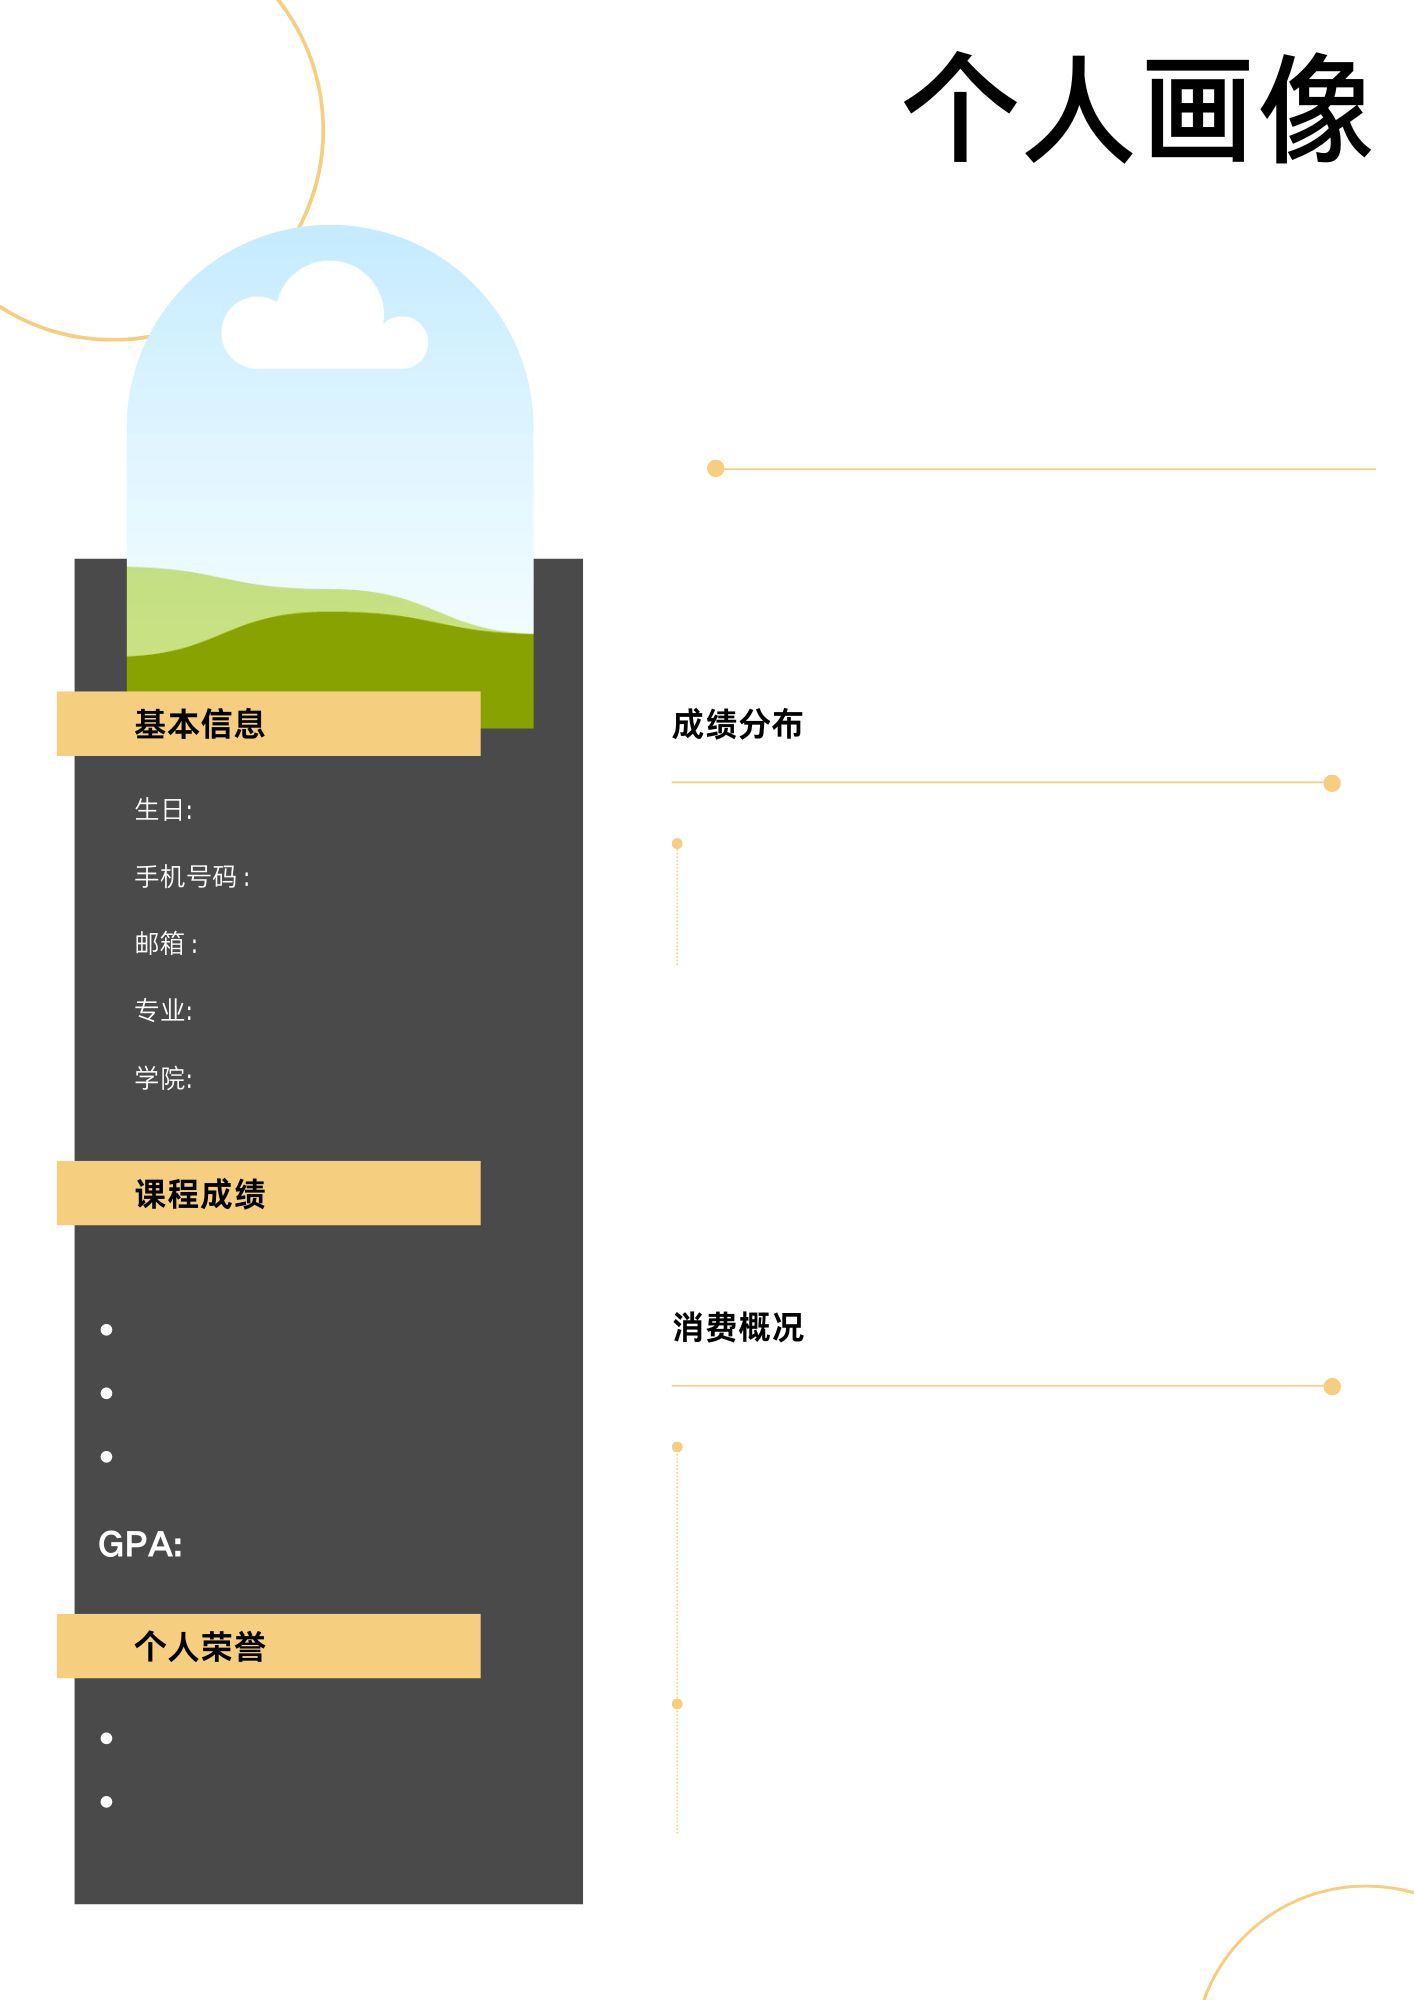 个人画像
基本信息
生日:
手机号码 :
邮箱 :
专业:
学院:
课程成绩
GPA:
个人荣誉
成绩分布
消费概况